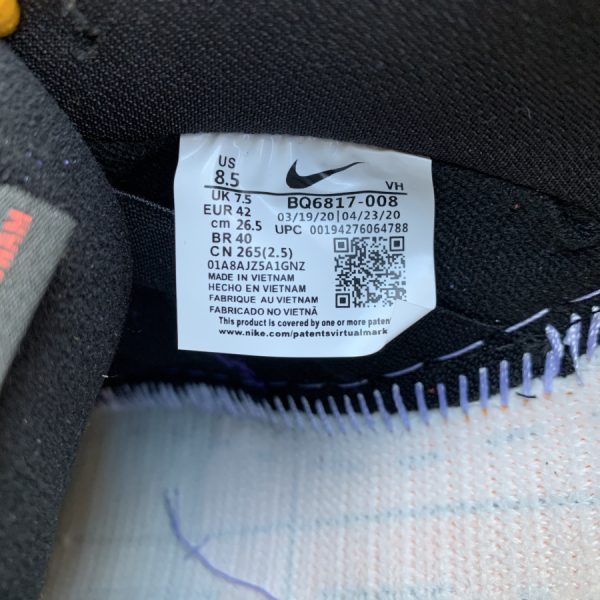 US
8.5
VH
UK 7.5
EUR 42
cm 26.5
BR 40
CN 265(2.5)
BQ6817-008
03/19/20 | 04/23/20
UPC 00194276064788
01A8AJZ5A1GNZ
MADE IN VIETNAM
HECHO EN VIETNAM
FABRIQUE AU VIETNAM
FABRICADO NO VIETNÃ
This product is covered by one or more paten
www.nike.com/patentsvirtualmark